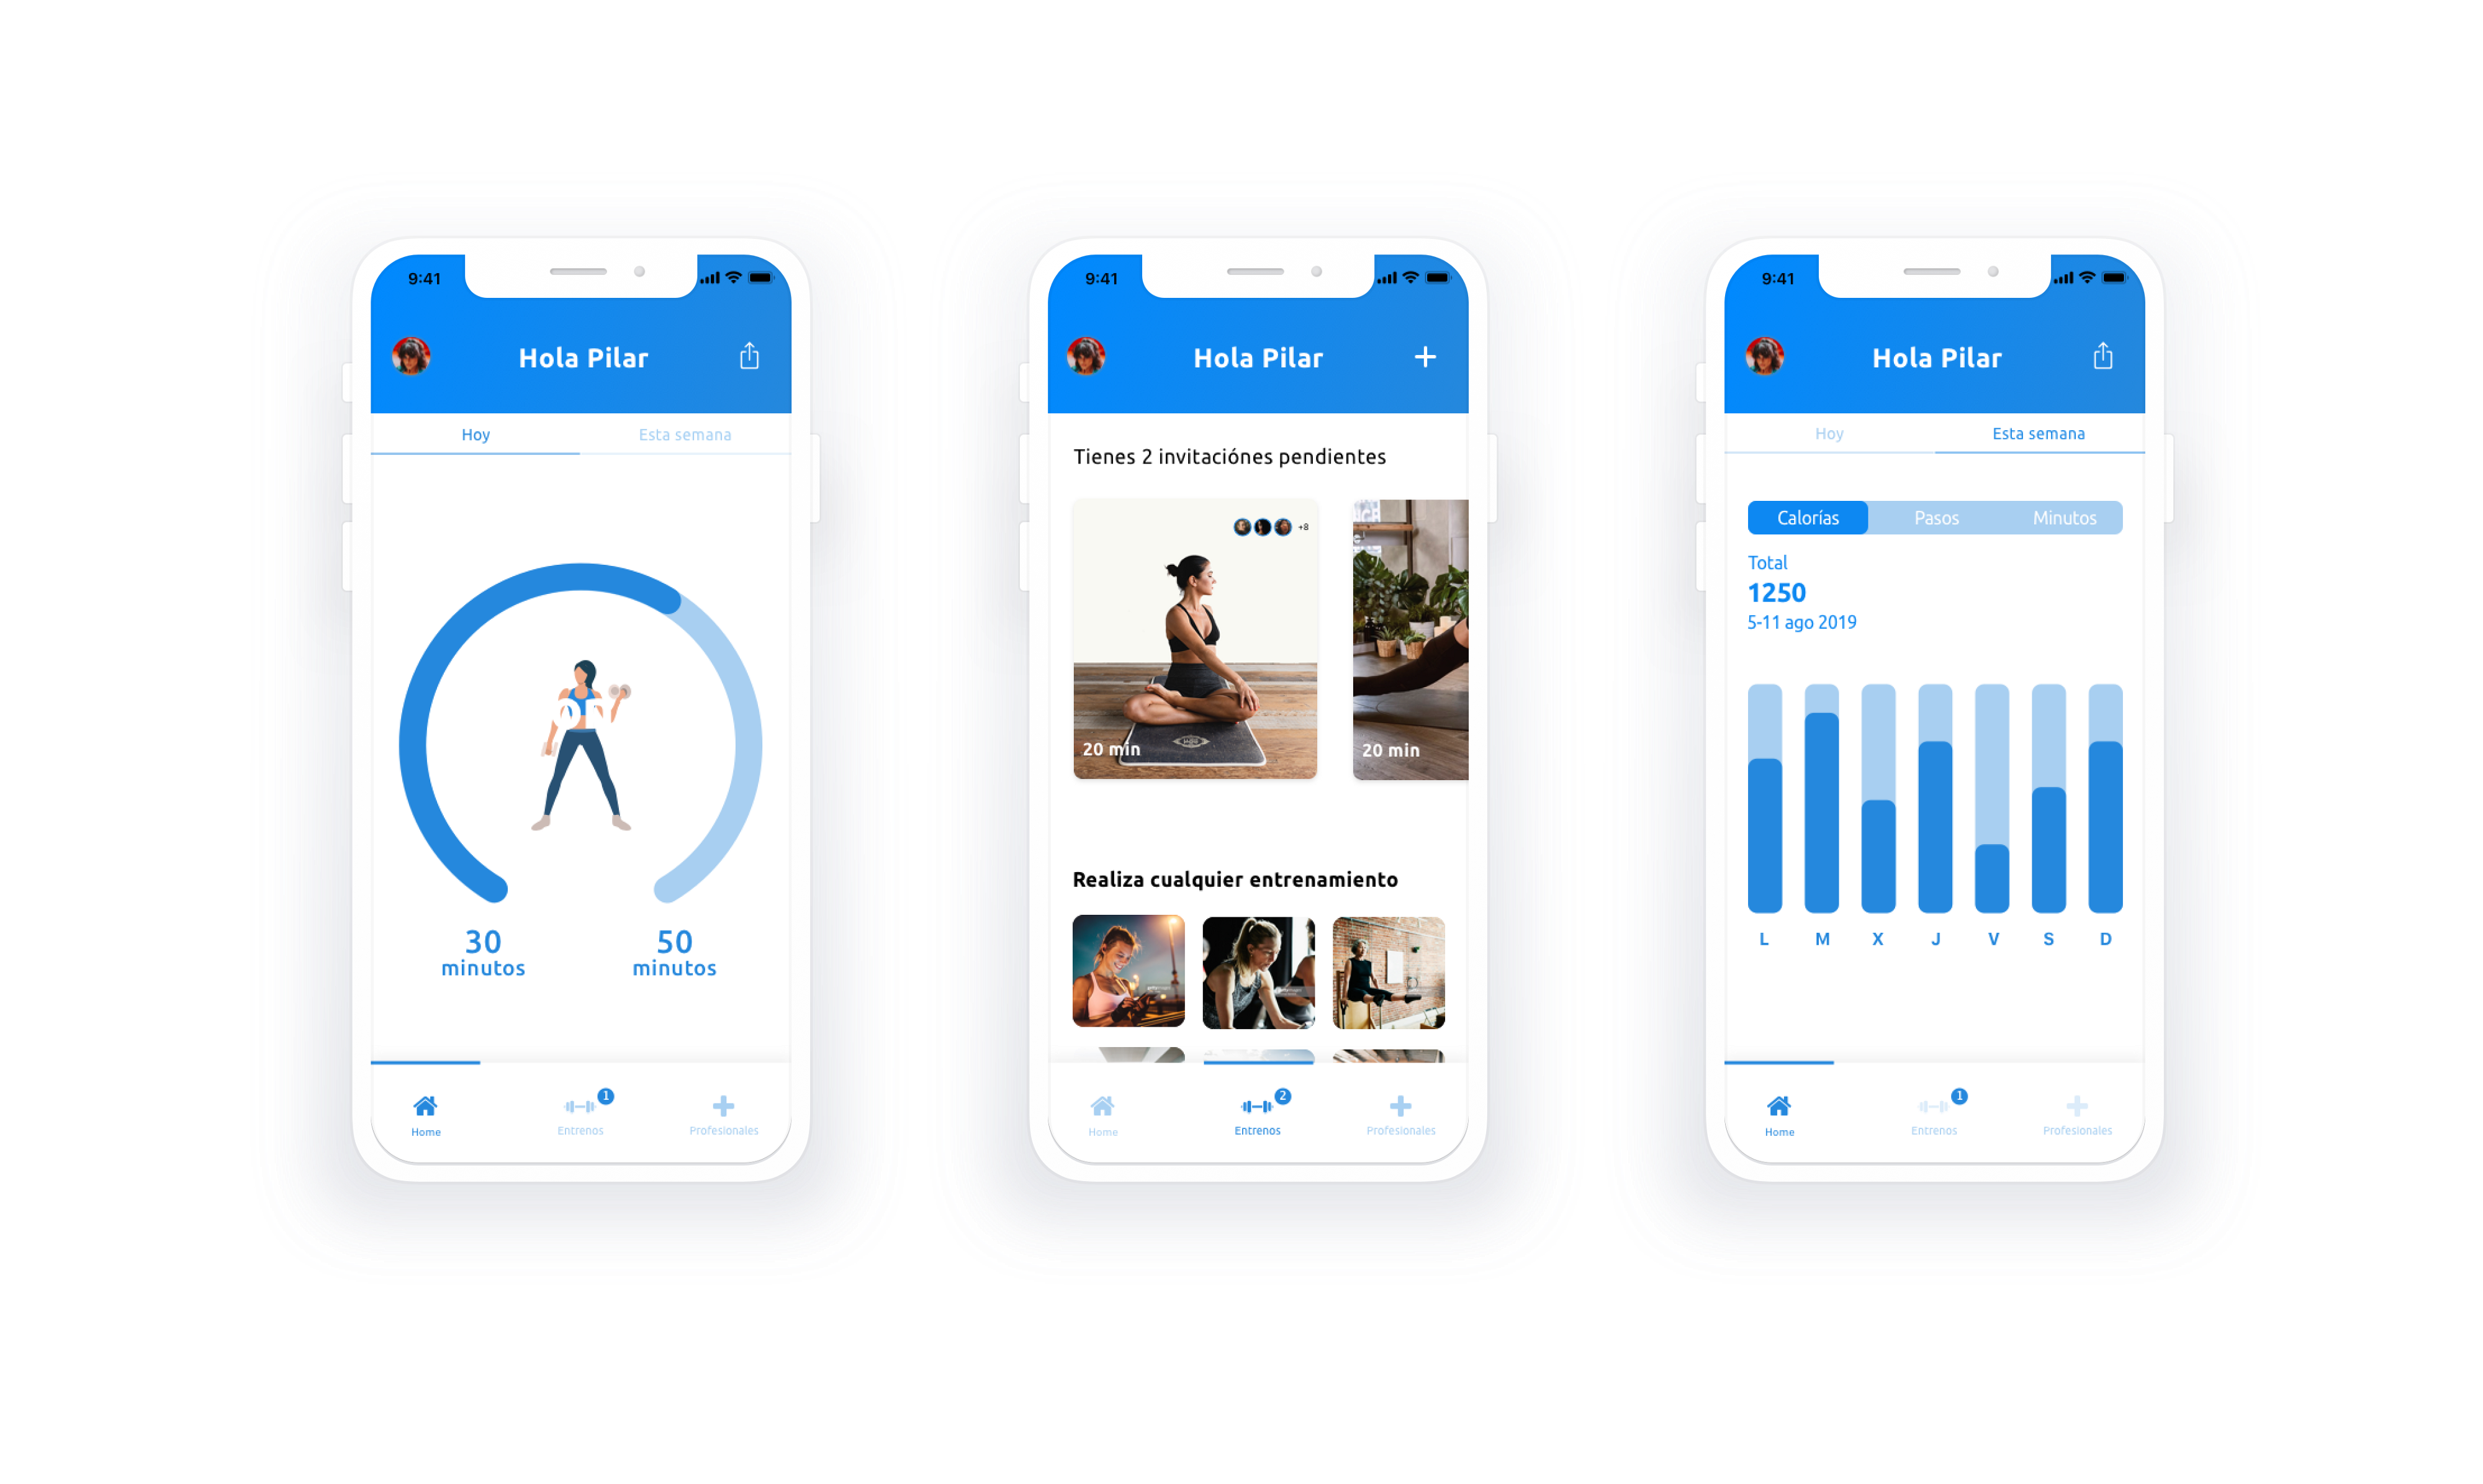 9:41
Hola Pilar
Hoy
Esta semana
30
minutos
50
minutos
1
Home
Entrenos
Profesionales
9:41
Hola Pilar
Tienes 2 invitaciónes pendientes
+8
20 min
20 min
Realiza cualquier entrenamiento
2
Home
Entrenos
Profesionales
9:41
Hola Pilar
Hoy
Esta semana
Calorías
Pasos
Minutos
Total
1250
5-11 ago 2019
L M X J V S D
1
Home
Entrenos
Profesionales